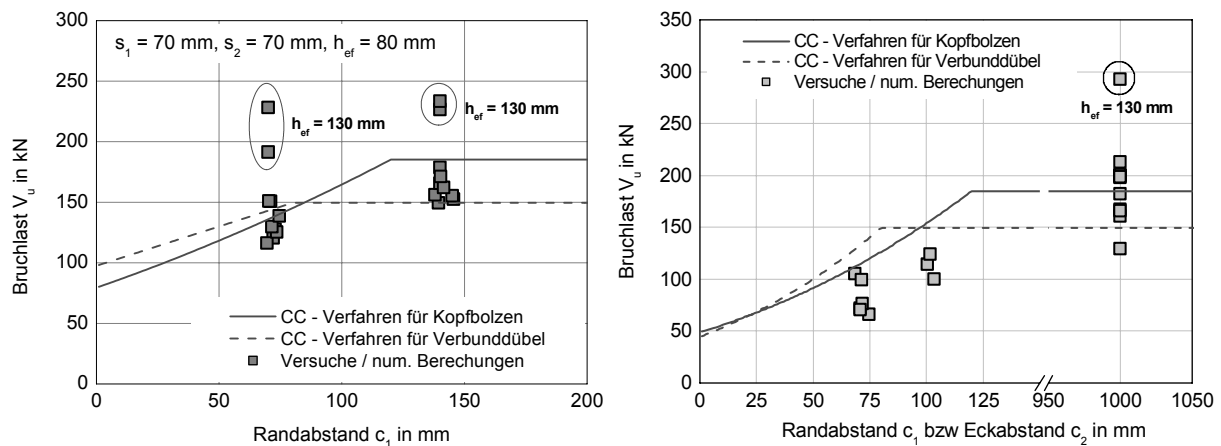 300
250
200
150
100
50
0
Bruchlast V_u in kN
s_1 = 70 mm, s_2 = 70 mm, h_ef = 80 mm
h_ef = 130 mm
h_ef = 130 mm
CC - Verfahren für Kopfbolzen
CC - Verfahren für Verbunddübel
Versuche / num. Berechnungen
0 50 100 150 200
Randabstand c_1 in mm
400
350
300
250
200
150
100
50
0
Bruchlast V_u in kN
CC - Verfahren für Kopfbolzen
CC - Verfahren für Verbunddübel
Versuche / num. Berechungen
h_ef = 130 mm
0 25 50 75 100 125 950 1000 1050
Randabstand c_1 bzw Eckabstand c_2 in mm